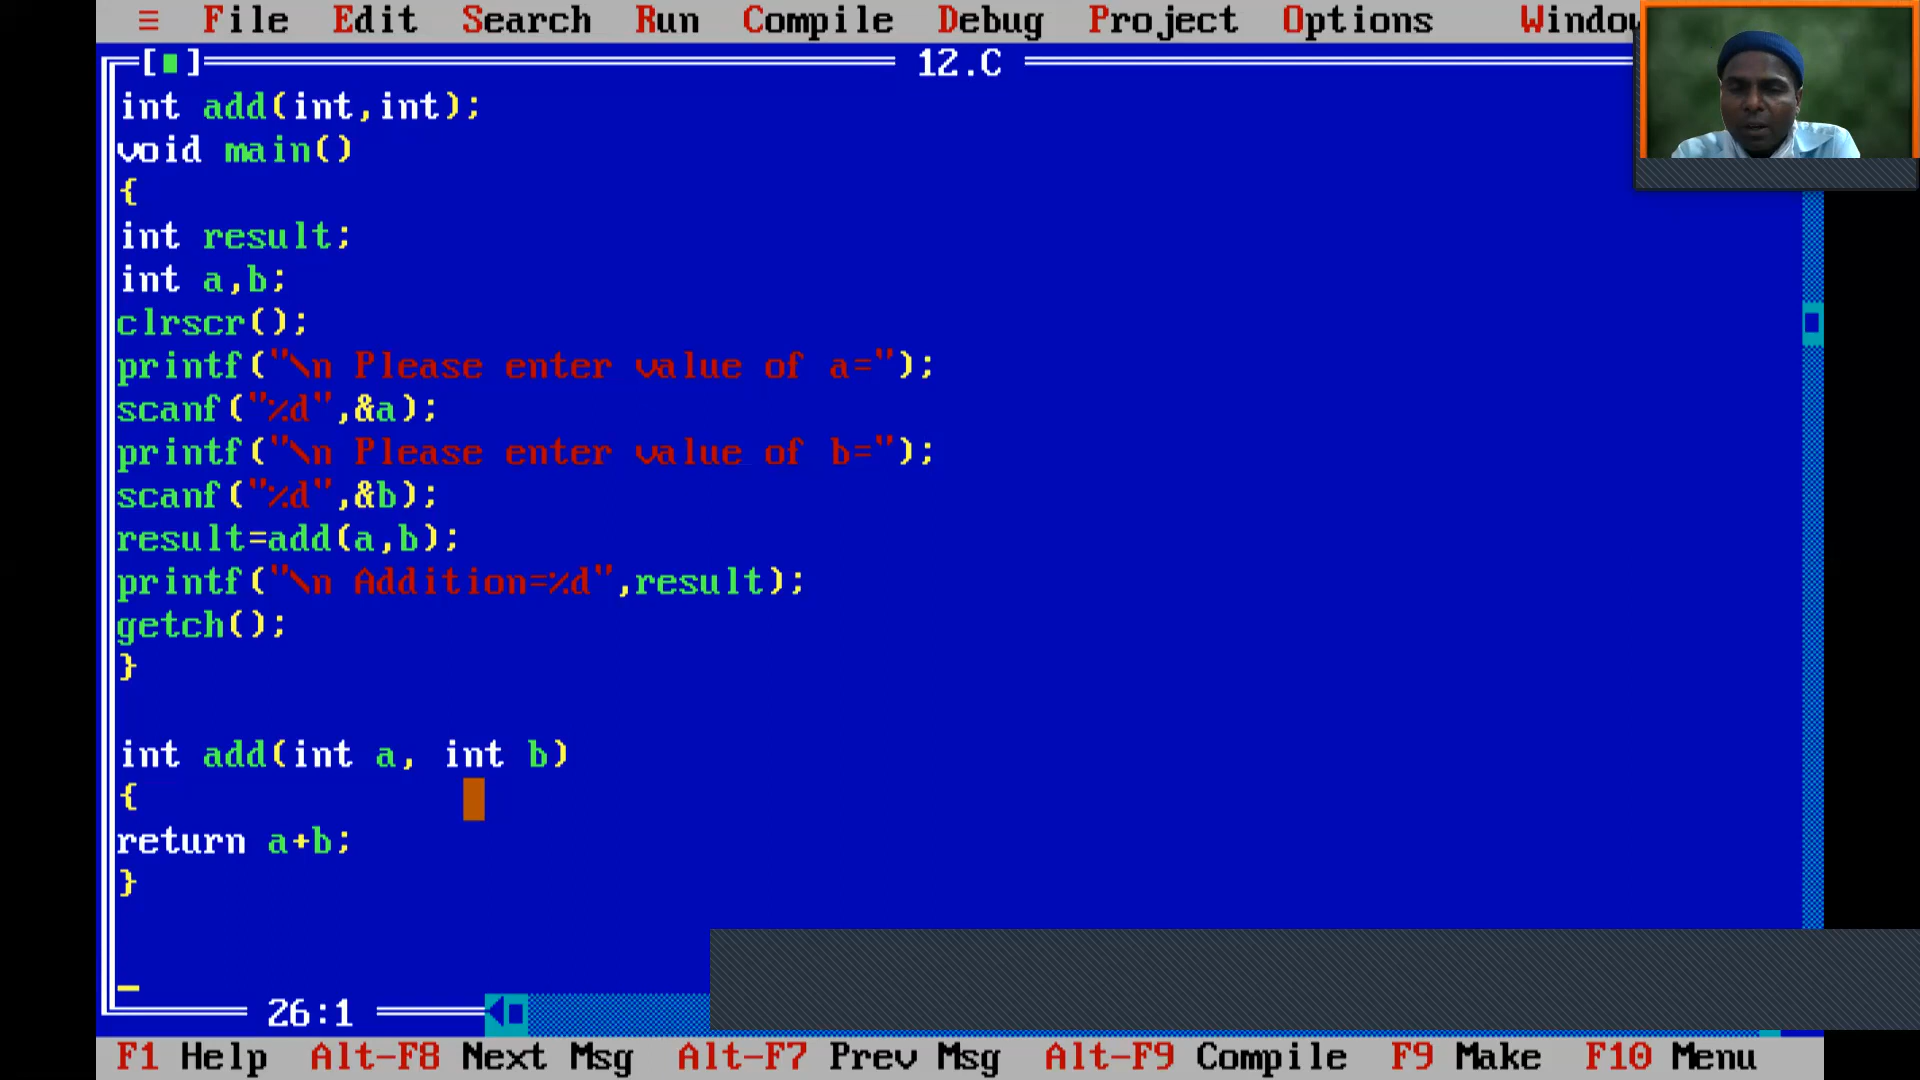 ≡ File Edit Search Run Compile Debug Project Options Window
[■] 12.C
int add(int,int);
void main()
{
int result;
int a,b;
clrscr();
printf("\n Please enter value of a=");
scanf("%d",&a);
printf("\n Please enter value of b=");
scanf("%d",&b);
result=add(a,b);
printf("\n Addition=%d",result);
getch();
}
int add(int a, int b)
{
return a+b;
}
26:1
F1 Help Alt-F8 Next Msg Alt-F7 Prev Msg Alt-F9 Compile F9 Make F10 Menu